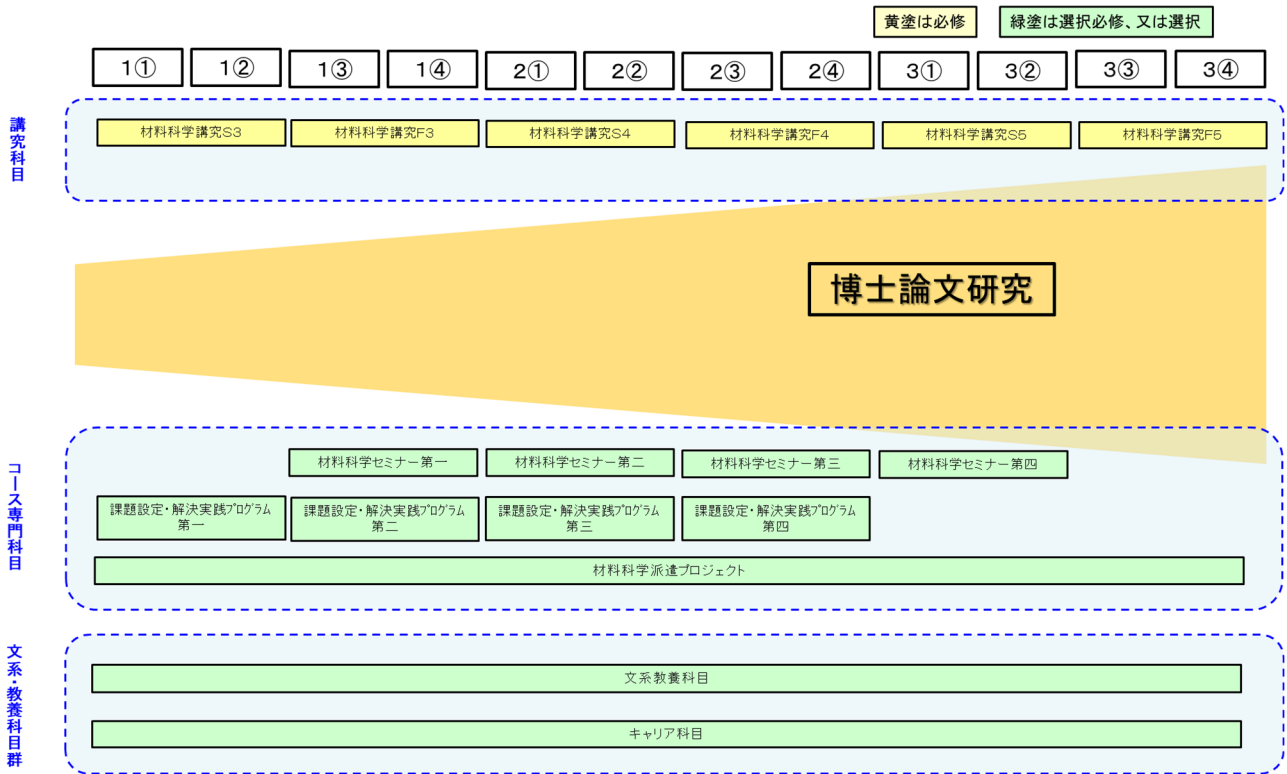 黄塗は必修
緑塗は選択必修、又は選択
1①
1②
1③
1④
2①
2②
2③
2④
3①
3②
3③
3④
講究科目
材料科学講究S3
材料科学講究F3
材料科学講究S4
材料科学講究F4
材料科学講究S5
材料科学講究F5
博士論文研究
コース専門科目
材料科学セミナー第一
材料科学セミナー第二
材料科学セミナー第三
材料科学セミナー第四
課題設定・解決実践プログラム
第一
課題設定・解決実践プログラム
第二
課題設定・解決実践プログラム
第三
課題設定・解決実践プログラム
第四
材料科学派遣プロジェクト
文系・教養科目群
文系教養科目
キャリア科目